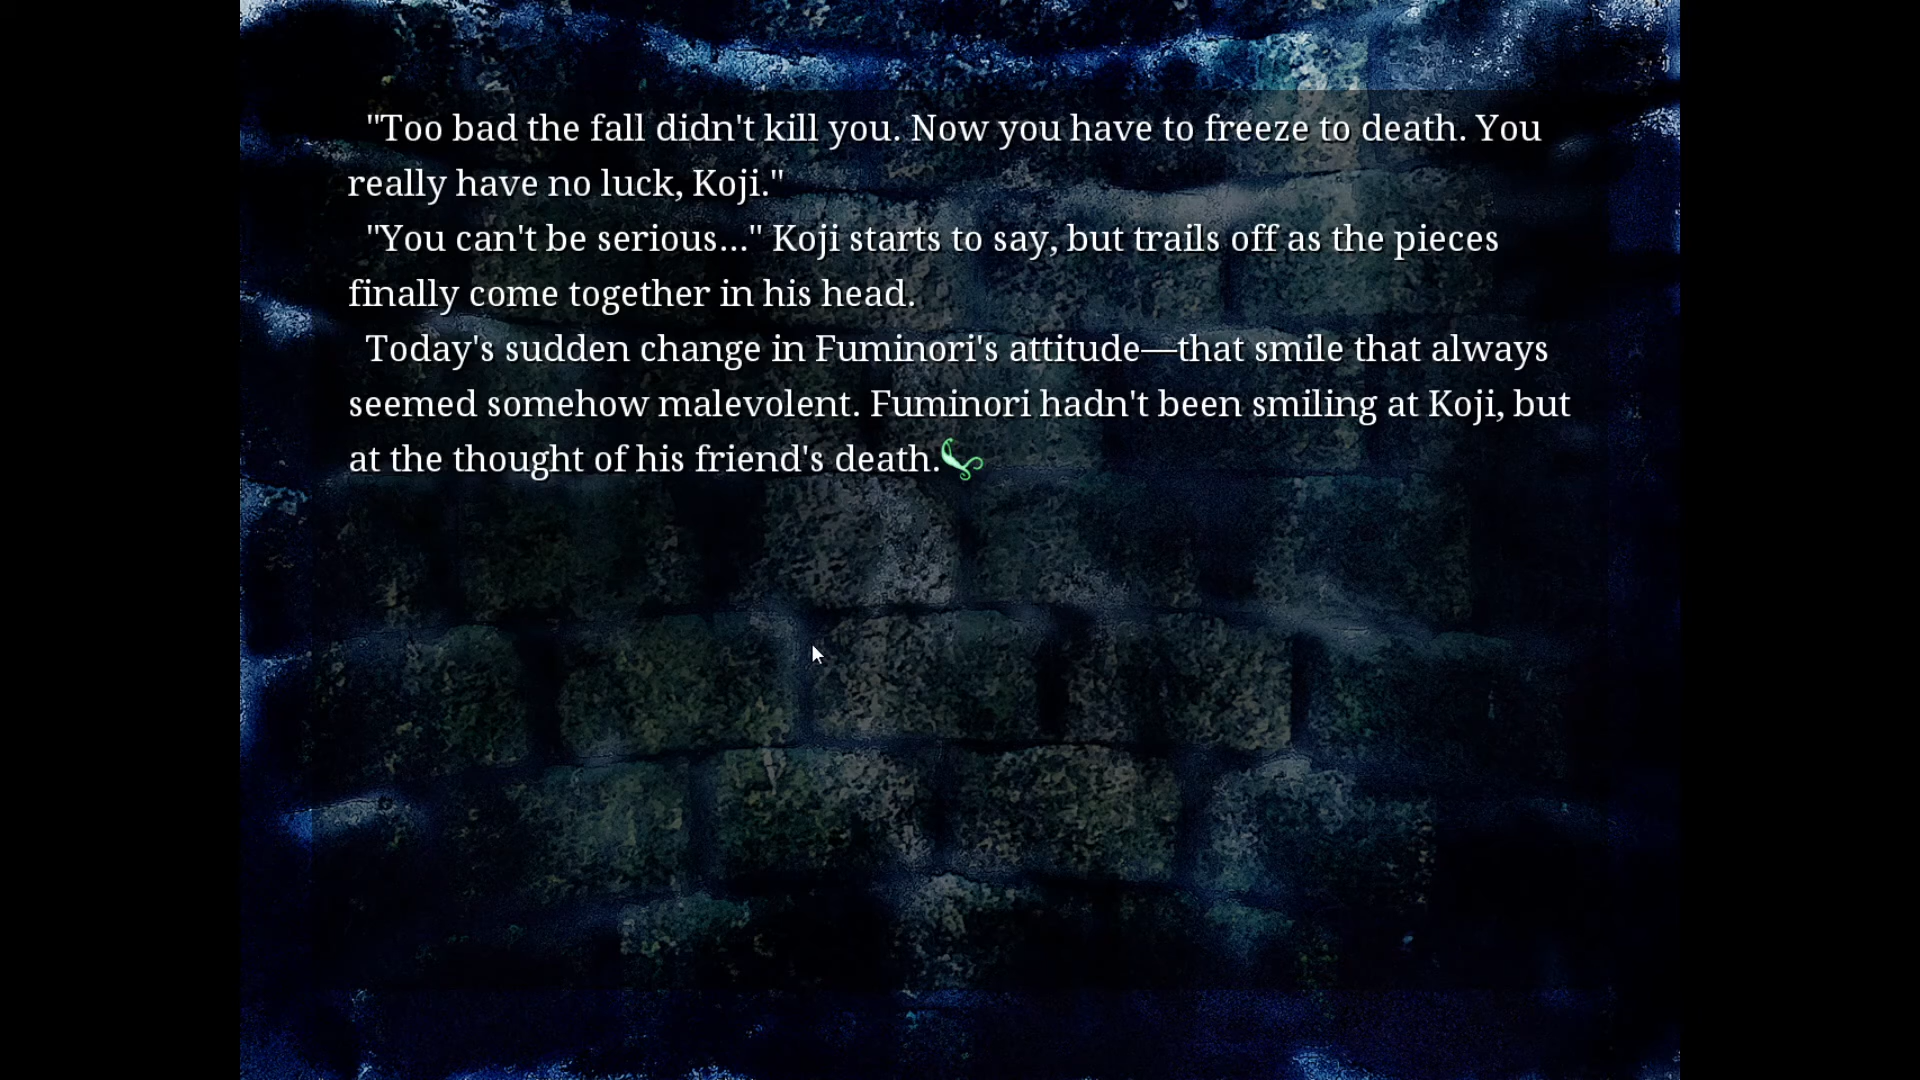 "Too bad the fall didn't kill you. Now you have to freeze to death. You
really have no luck, Koji."
"You can't be serious..." Koji starts to say, but trails off as the pieces
finally come together in his head.
Today's sudden change in Fuminori's attitude—that smile that always
seemed somehow malevolent. Fuminori hadn't been smiling at Koji, but
at the thought of his friend's death.